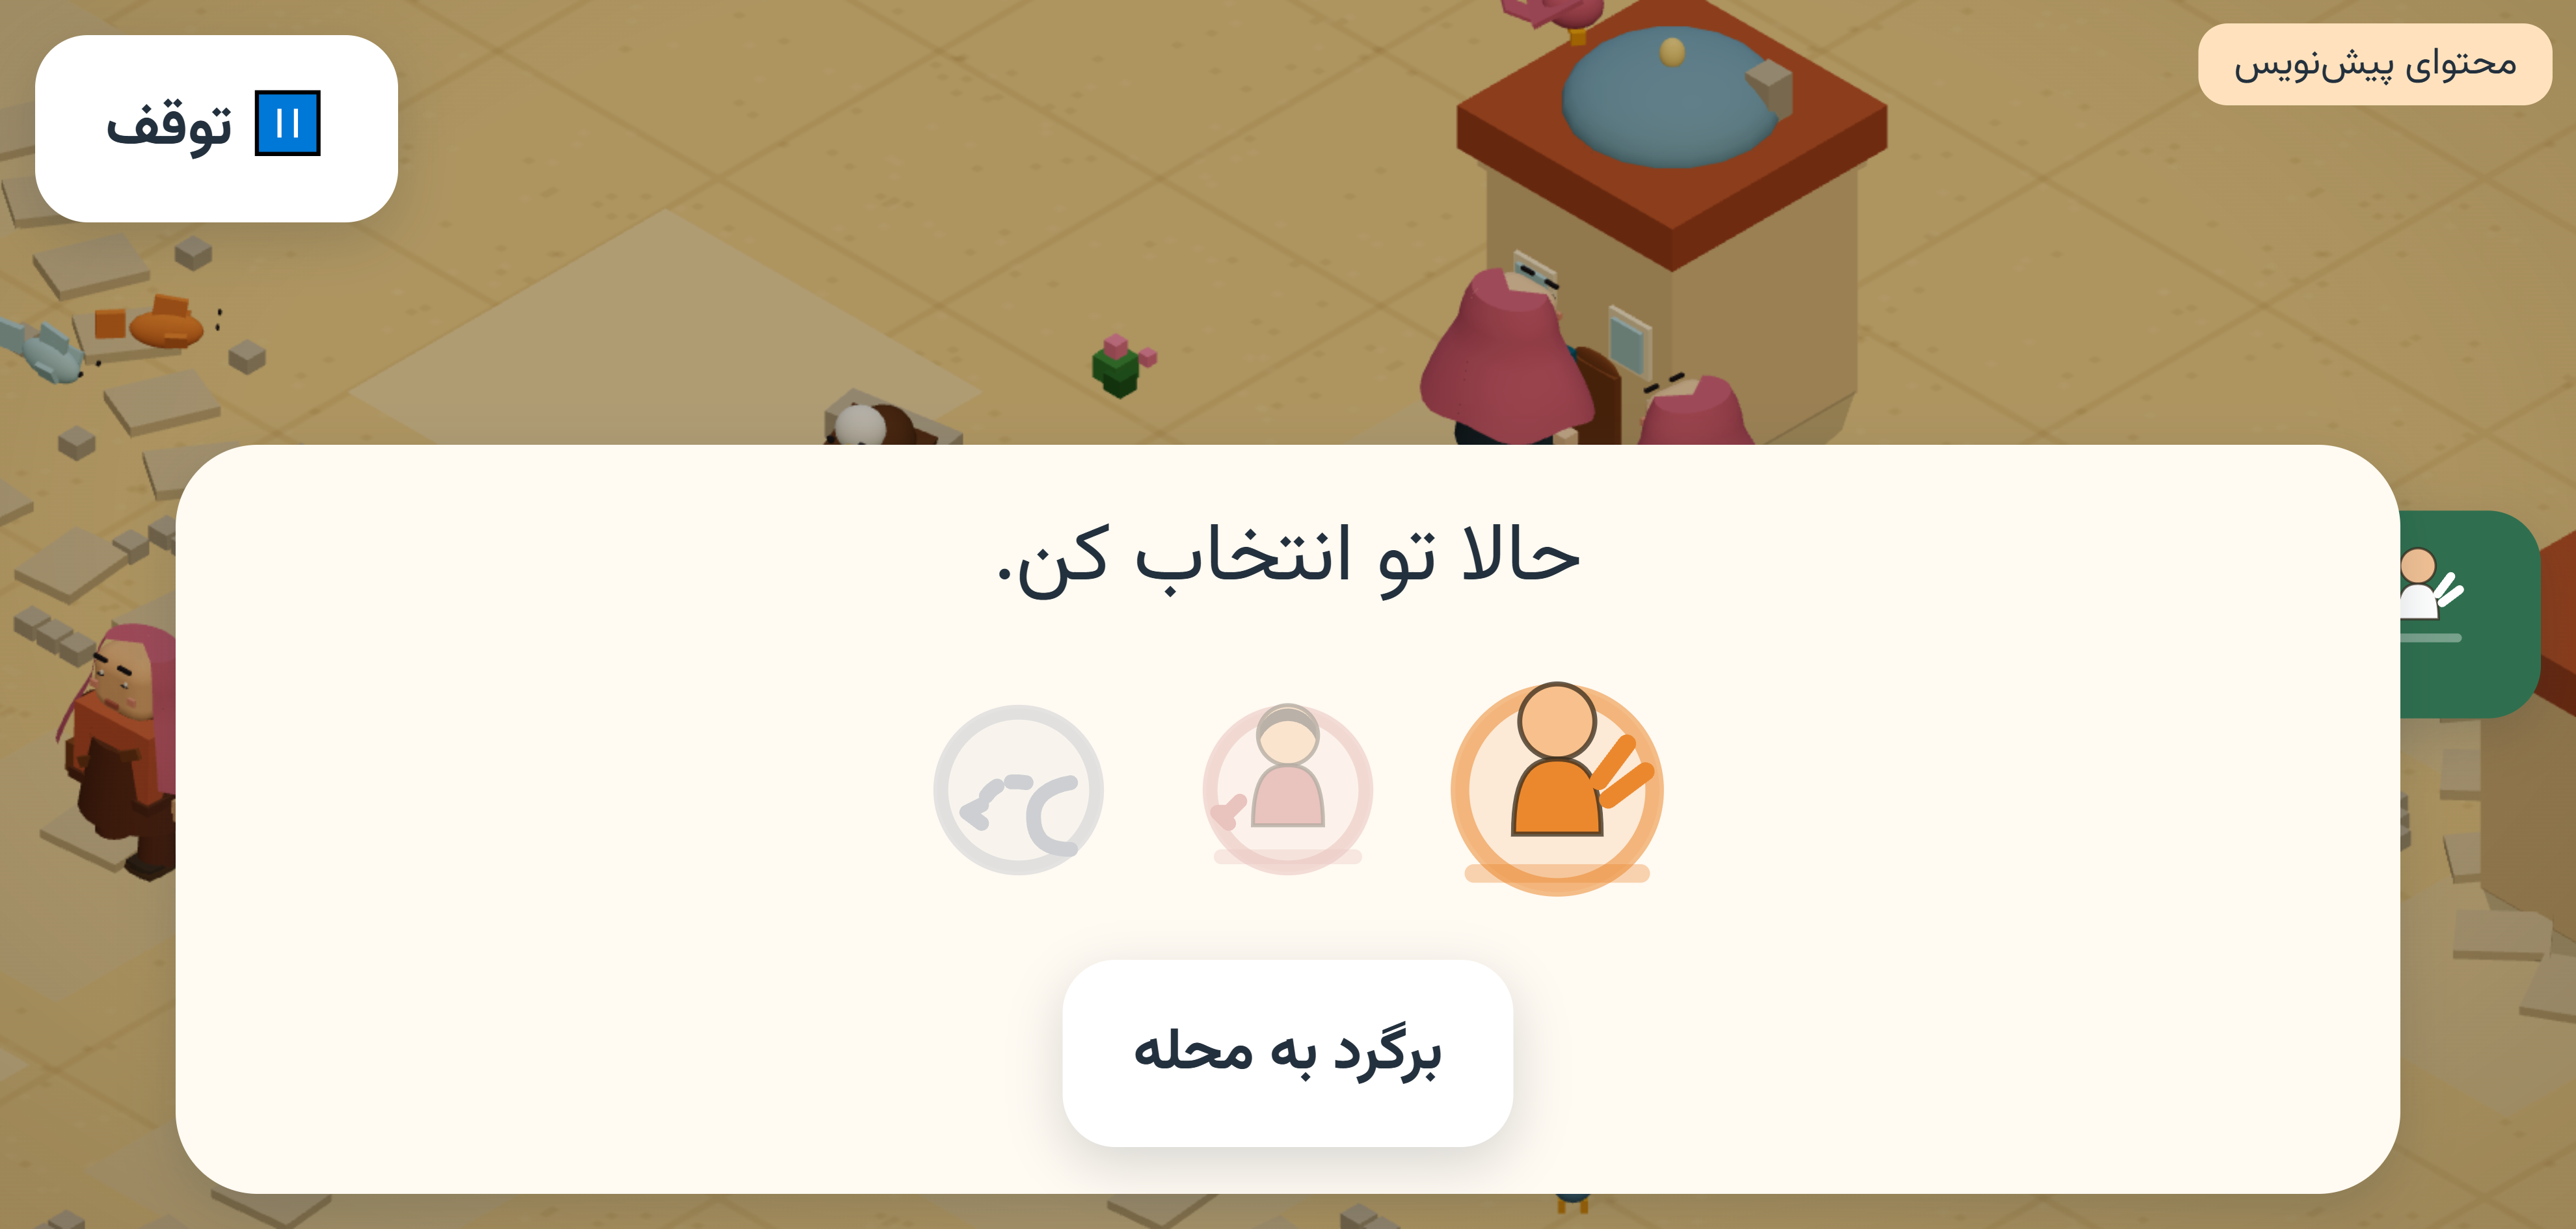 محتوای پیش‌نویس
توقف
حالا تو انتخاب کن.
برگرد به محله